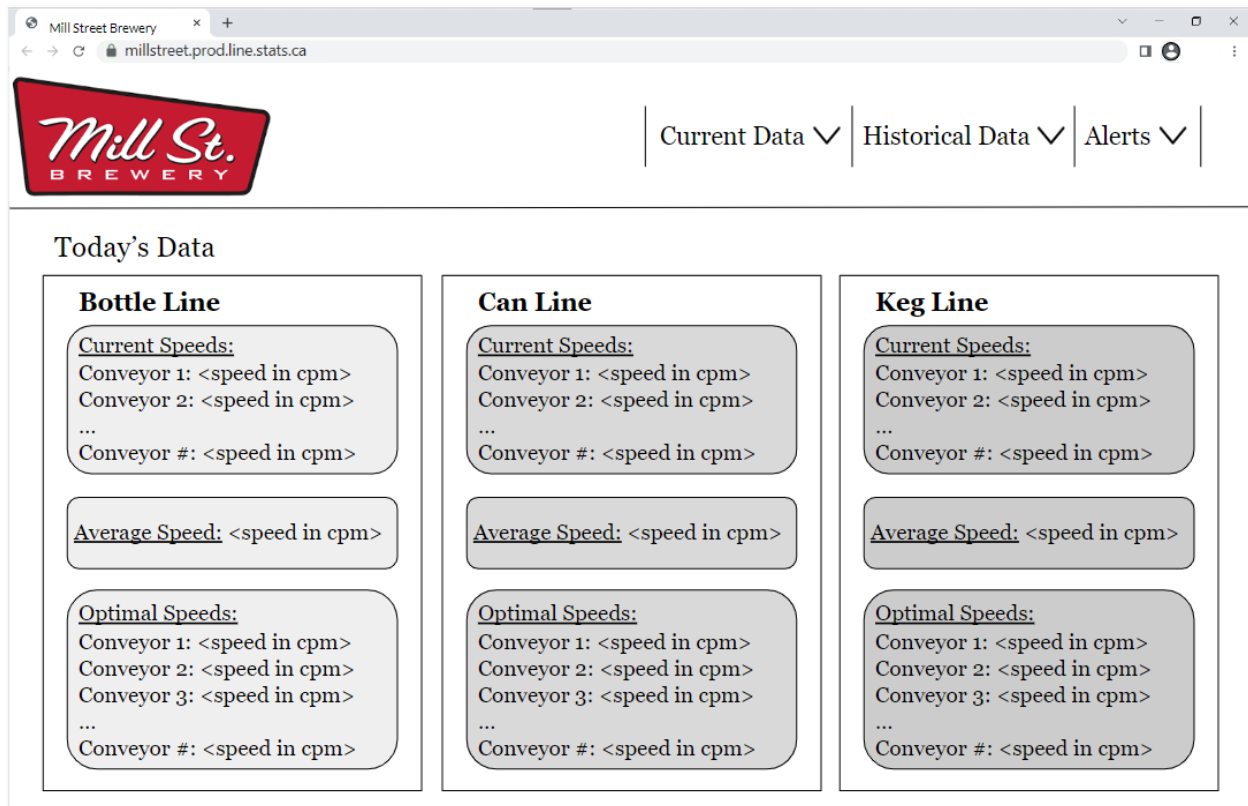 Mill Street Brewery
millstreet.prod.line.stats.ca
Mill St.
BREWERY
Current Data
Historical Data
Alerts
Today's Data
Bottle Line
Current Speeds:
Conveyor 1: <speed in cpm>
Conveyor 2: <speed in cpm>
...
Conveyor #: <speed in cpm>
Average Speed: <speed in cpm>
Optimal Speeds:
Conveyor 1: <speed in cpm>
Conveyor 2: <speed in cpm>
Conveyor 3: <speed in cpm>
...
Conveyor #: <speed in cpm>
Can Line
Current Speeds:
Conveyor 1: <speed in cpm>
Conveyor 2: <speed in cpm>
...
Conveyor #: <speed in cpm>
Average Speed: <speed in cpm>
Optimal Speeds:
Conveyor 1: <speed in cpm>
Conveyor 2: <speed in cpm>
Conveyor 3: <speed in cpm>
...
Conveyor #: <speed in cpm>
Keg Line
Current Speeds:
Conveyor 1: <speed in cpm>
Conveyor 2: <speed in cpm>
...
Conveyor #: <speed in cpm>
Average Speed: <speed in cpm>
Optimal Speeds:
Conveyor 1: <speed in cpm>
Conveyor 2: <speed in cpm>
Conveyor 3: <speed in cpm>
...
Conveyor #: <speed in cpm>